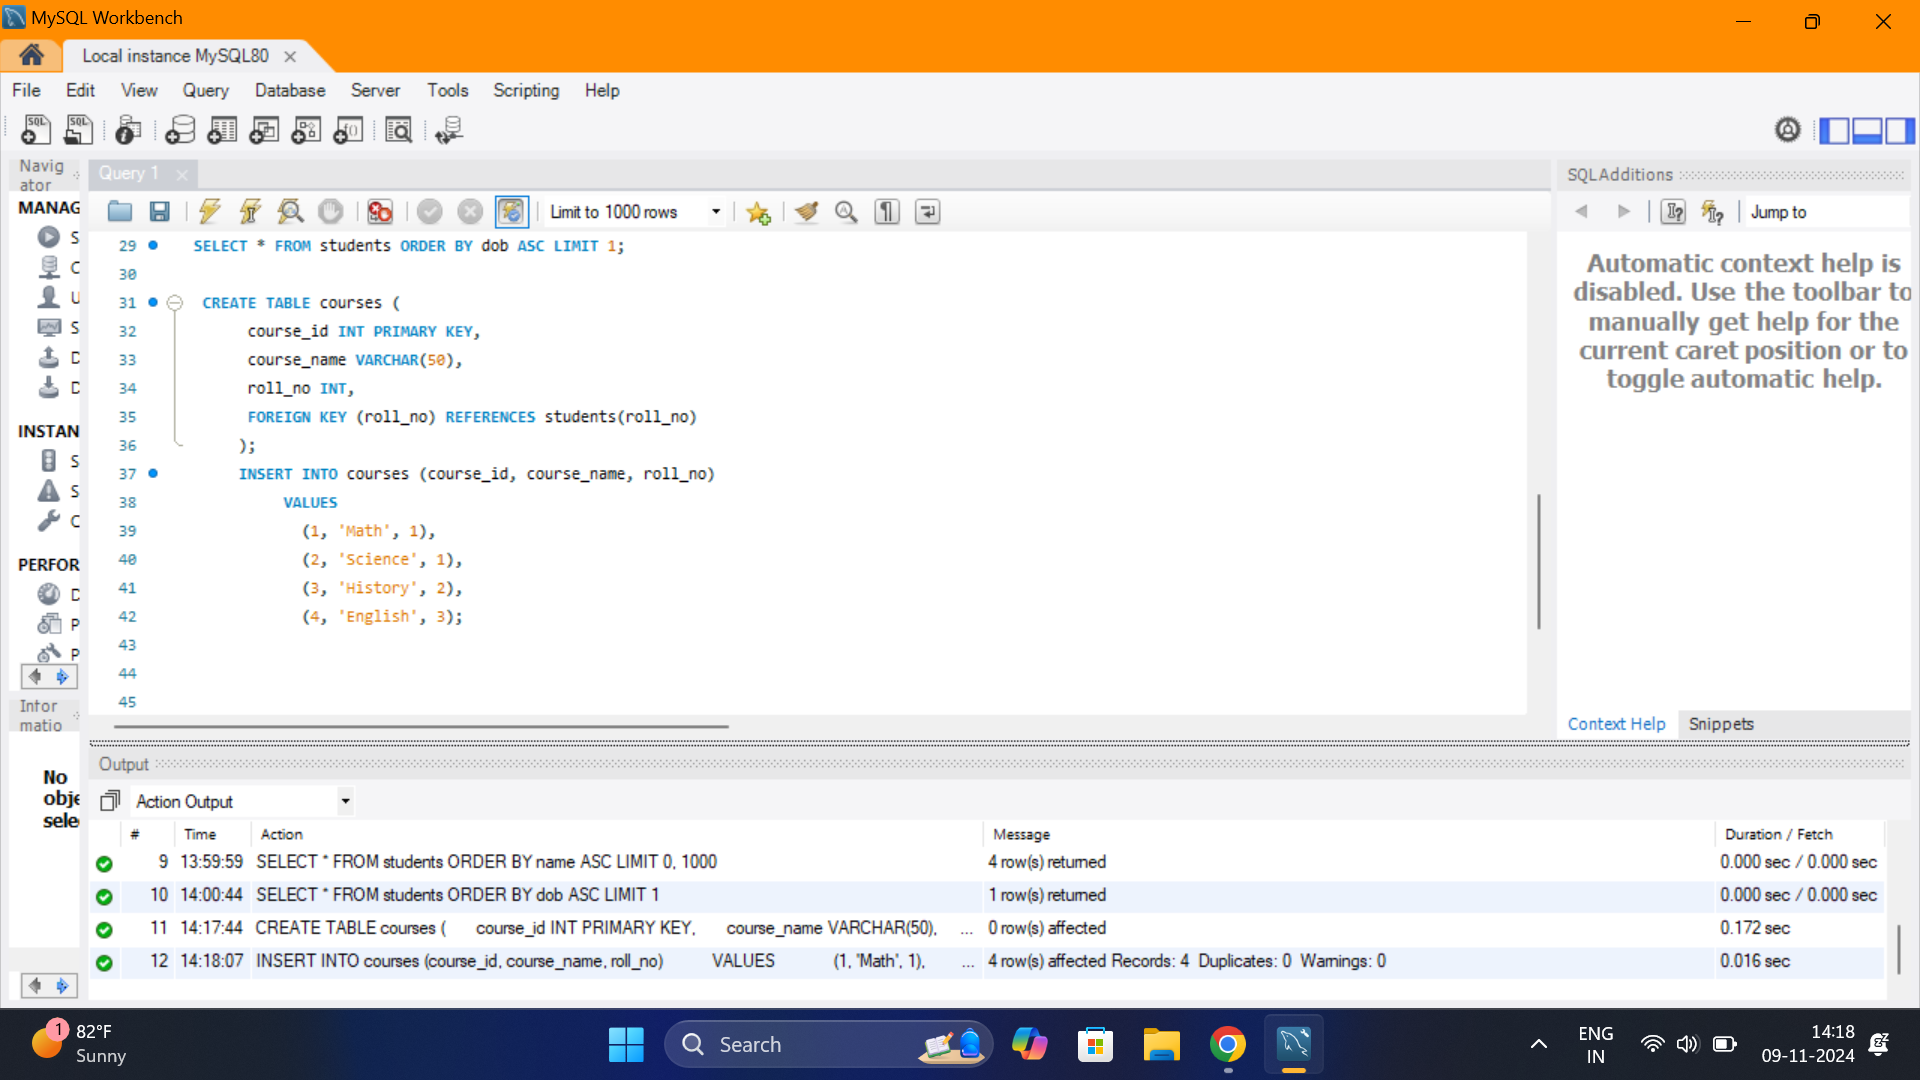 MySQL Workbench
Local instance MySQL80
File Edit View Query Database Server Tools Scripting Help
Navig
ator
MANAG
S
C
U
S
D
D
INSTAN
S
S
C
PERFOR
D
P
P
Infor
matio
No
obje
sele
Query 1
Limit to 1000 rows
29 SELECT * FROM students ORDER BY dob ASC LIMIT 1;
30
31 CREATE TABLE courses (
32 course_id INT PRIMARY KEY,
33 course_name VARCHAR(50),
34 roll_no INT,
35 FOREIGN KEY (roll_no) REFERENCES students(roll_no)
36 );
37 INSERT INTO courses (course_id, course_name, roll_no)
38 VALUES
39 (1, 'Math', 1),
40 (2, 'Science', 1),
41 (3, 'History', 2),
42 (4, 'English', 3);
43
44
45
SQLAdditions
Jump to
Automatic context help is
disabled. Use the toolbar to
manually get help for the
current caret position or to
toggle automatic help.
Context Help Snippets
Output
Action Output
# Time Action Message Duration / Fetch
9 13:59:59 SELECT * FROM students ORDER BY name ASC LIMIT 0, 1000 4 row(s) returned 0.000 sec / 0.000 sec
10 14:00:44 SELECT * FROM students ORDER BY dob ASC LIMIT 1 1 row(s) returned 0.000 sec / 0.000 sec
11 14:17:44 CREATE TABLE courses ( course_id INT PRIMARY KEY, course_name VARCHAR(50), ... 0 row(s) affected 0.172 sec
12 14:18:07 INSERT INTO courses (course_id, course_name, roll_no) VALUES (1, 'Math', 1), ... 4 row(s) affected Records: 4 Duplicates: 0 Warnings: 0 0.016 sec
1
82°F
Sunny
Search
ENG
IN
14:18
09-11-2024